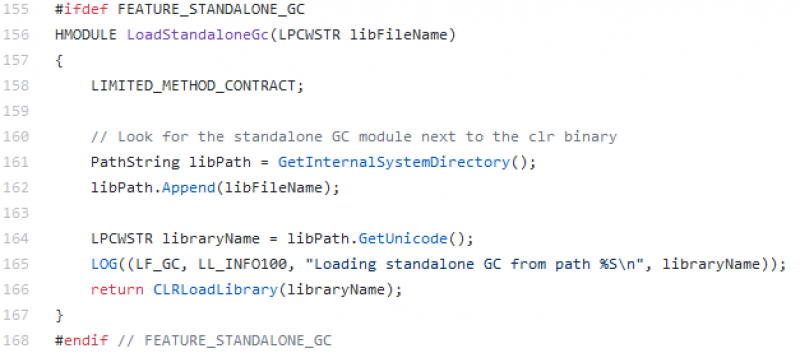 155 #ifdef FEATURE_STANDALONE_GC
156 HMODULE LoadStandaloneGc(LPCWSTR libFileName)
157 {
158     LIMITED_METHOD_CONTRACT;
159
160     // Look for the standalone GC module next to the clr binary
161     PathString libPath = GetInternalSystemDirectory();
162     libPath.Append(libFileName);
163
164     LPCWSTR libraryName = libPath.GetUnicode();
165     LOG((LF_GC, LL_INFO100, "Loading standalone GC from path %S\n", libraryName));
166     return CLRLoadLibrary(libraryName);
167 }
168 #endif // FEATURE_STANDALONE_GC